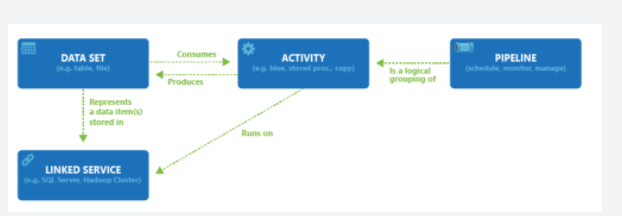 DATA SET
(e.g. table, file)
Consumes
Produces
ACTIVITY
(e.g. hive, stored proc., copy)
Is a logical
grouping of
PIPELINE
(schedule, monitor, manage)
Represents
a data item(s)
stored in
Runs on
LINKED SERVICE
(e.g. SQL Server, Hadoop Cluster)